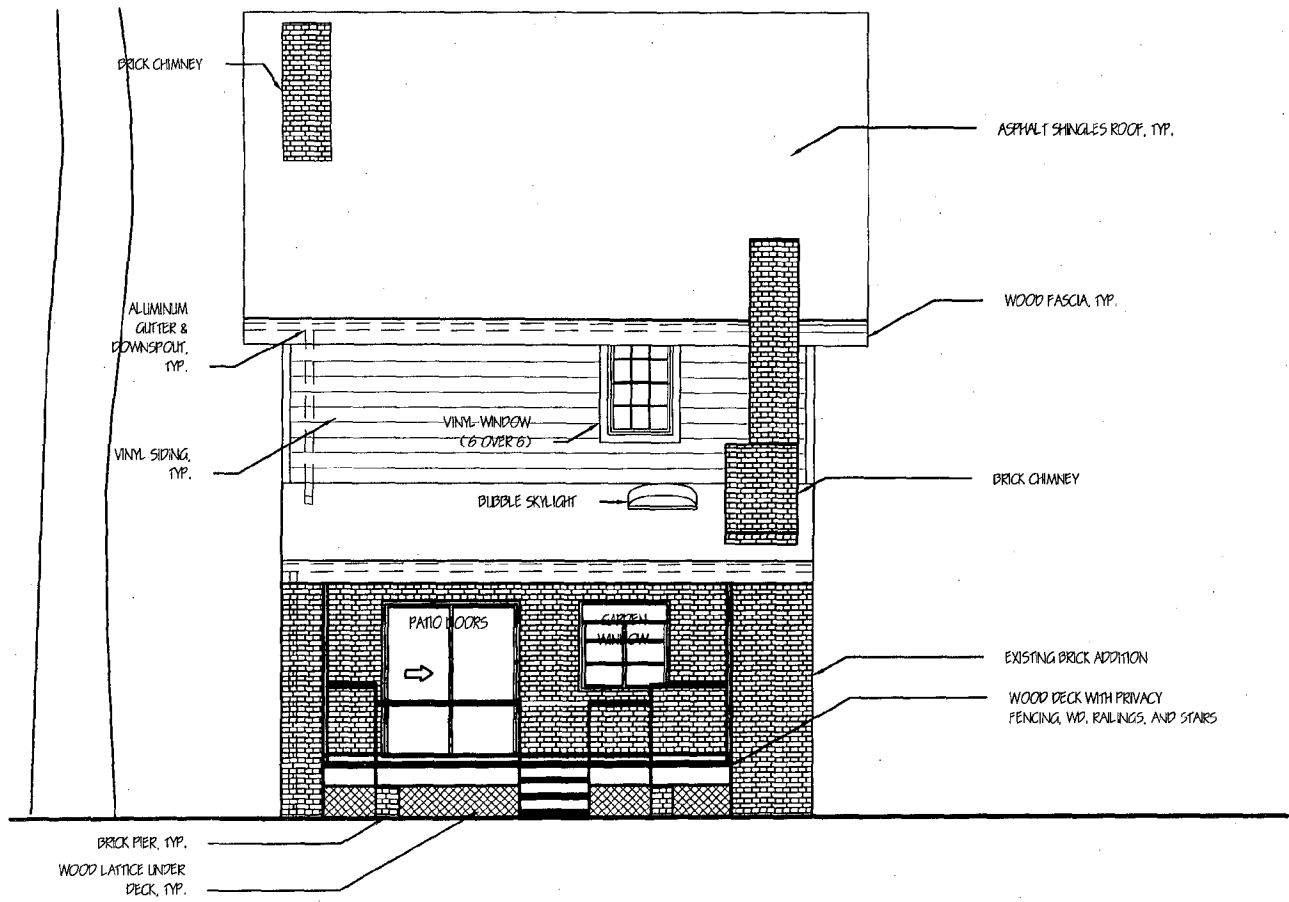 BRICK CHIMNEY
ASPHALT SHINGLES ROOF, TYP.
ALUMINUM
GUTTER &
DOWNSPOUT,
TYP.
WOOD FASCIA, TYP.
VINYL WINDOW
(6 OVER 6)
VINYL SIDING,
TYP.
BUBBLE SKYLIGHT
BRICK CHIMNEY
PATIO DOORS
GARDEN
WINDOW
EXISTING BRICK ADDITION
WOOD DECK WITH PRIVACY
FENCING, WD. RAILINGS, AND STAIRS
BRICK PIER, TYP.
WOOD LATTICE UNDER
DECK, TYP.